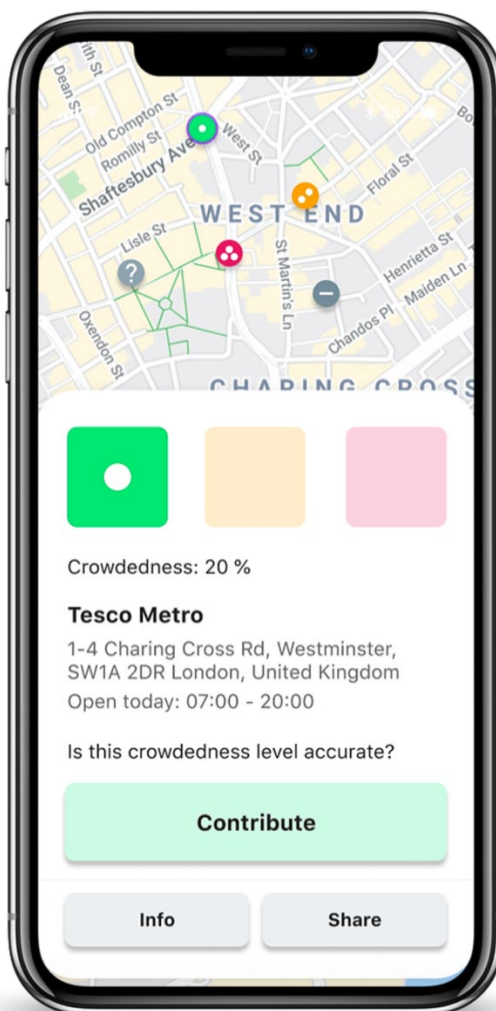 Dean St
Old Compton St
Romilly St
Shaftesbury Ave
West St
WEST END
Floral St
Lisle St
St Martin's Ln
Henrietta St
Maiden Ln
Chandos Pl
Oxendon St
CHARING CROSS
Crowdedness: 20 %
Tesco Metro
1-4 Charing Cross Rd, Westminster,
SW1A 2DR London, United Kingdom
Open today: 07:00 - 20:00
Is this crowdedness level accurate?
Contribute
Info
Share